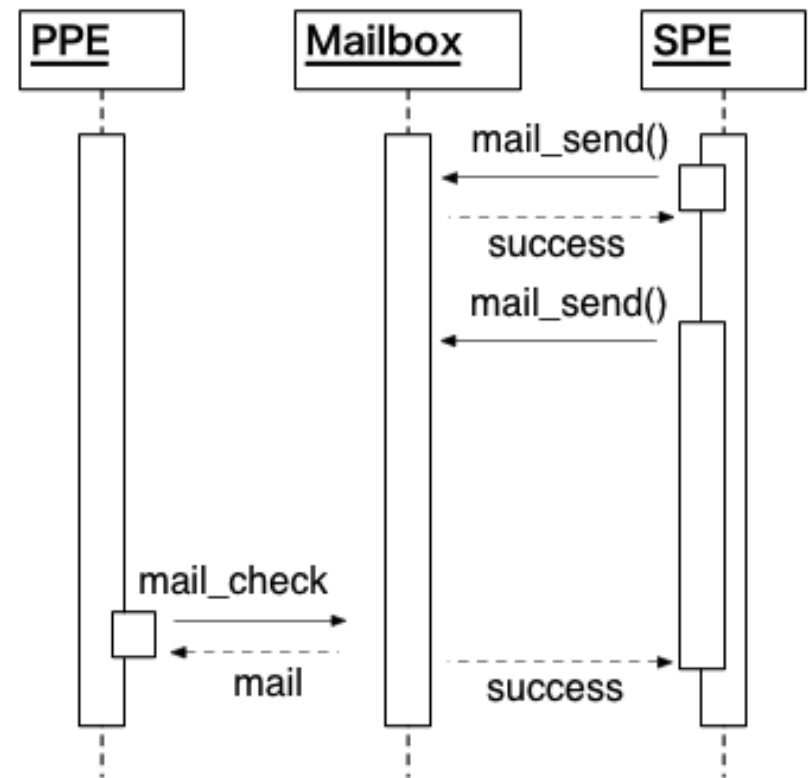 PPE
Mailbox
SPE
mail_send()
success
mail_send()
mail_check
mail
success